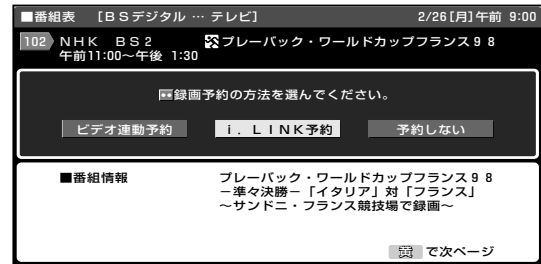 ■番組表 [BSデジタル … テレビ] 2/26[月]午前 9:00
102 NHK BS2 プレーバック・ワールドカップフランス98
午前11:00~午後 1:30
録画予約の方法を選んでください。
ビデオ連動予約 i.LINK予約 予約しない
■番組情報 プレーバック・ワールドカップフランス98
-準々決勝-「イタリア」対「フランス」
~サンドニ・フランス競技場で録画~
黄 で次ページ